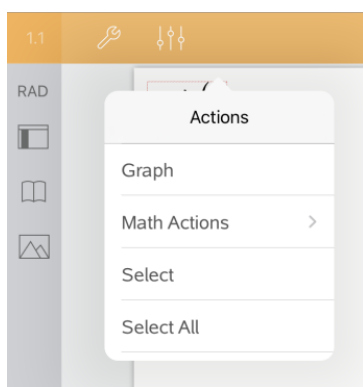 1.1
RAD
Actions
Graph
Math Actions
Select
Select All